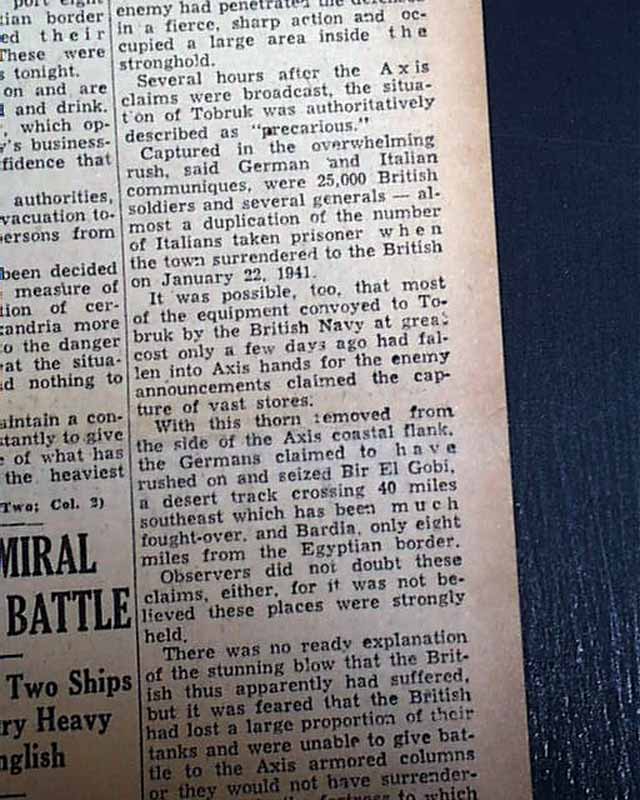 port eight
tian border
ed their
These were
s tonight.
on and are
and drink.
, which op-
y's business-
fidence that
authorities,
vacuation to-
ersons from
been decided
measure of
tion of cer-
andria more
o the danger
at the situa-
d nothing to
aintain a con-
stantly to give
e of what has
the heaviest
Two; Col. 2)
MIRAL
BATTLE
Two Ships
ry Heavy
nglish
enemy had penetrated the defenses
in a fierce, sharp action and oc-
cupied a large area inside the
stronghold.
Several hours after the Axis
claims were broadcast, the situa-
t'on of Tobruk was authoritatively
described as "precarious."
Captured in the overwhelming
rush, said German and Italian
communiques, were 25,000 British
soldiers and several generals — al-
most a duplication of the number
of Italians taken prisoner when
the town surrendered to the British
on January 22, 1941.
It was possible, too, that most
of the equipment convoyed to To-
bruk by the British Navy at great
cost only a few days ago had fal-
len into Axis hands for the enemy
announcements claimed the cap-
ture of vast stores.
With this thorn removed from
the side of the Axis coastal flank,
the Germans claimed to have
rushed on and seized Bir El Gobi,
a desert track crossing 40 miles
southeast which has been much
fought-over, and Bardia, only eight
miles from the Egyptian border.
Observers did not doubt these
claims, either, for it was not be-
lieved these places were strongly
held.
There was no ready explanation
of the stunning blow that the Brit-
ish thus apparently had suffered,
but it was feared that the British
had lost a large proportion of their
tanks and were unable to give bat-
tle to the Axis armored columns
or they would not have surrender-
fortress to which